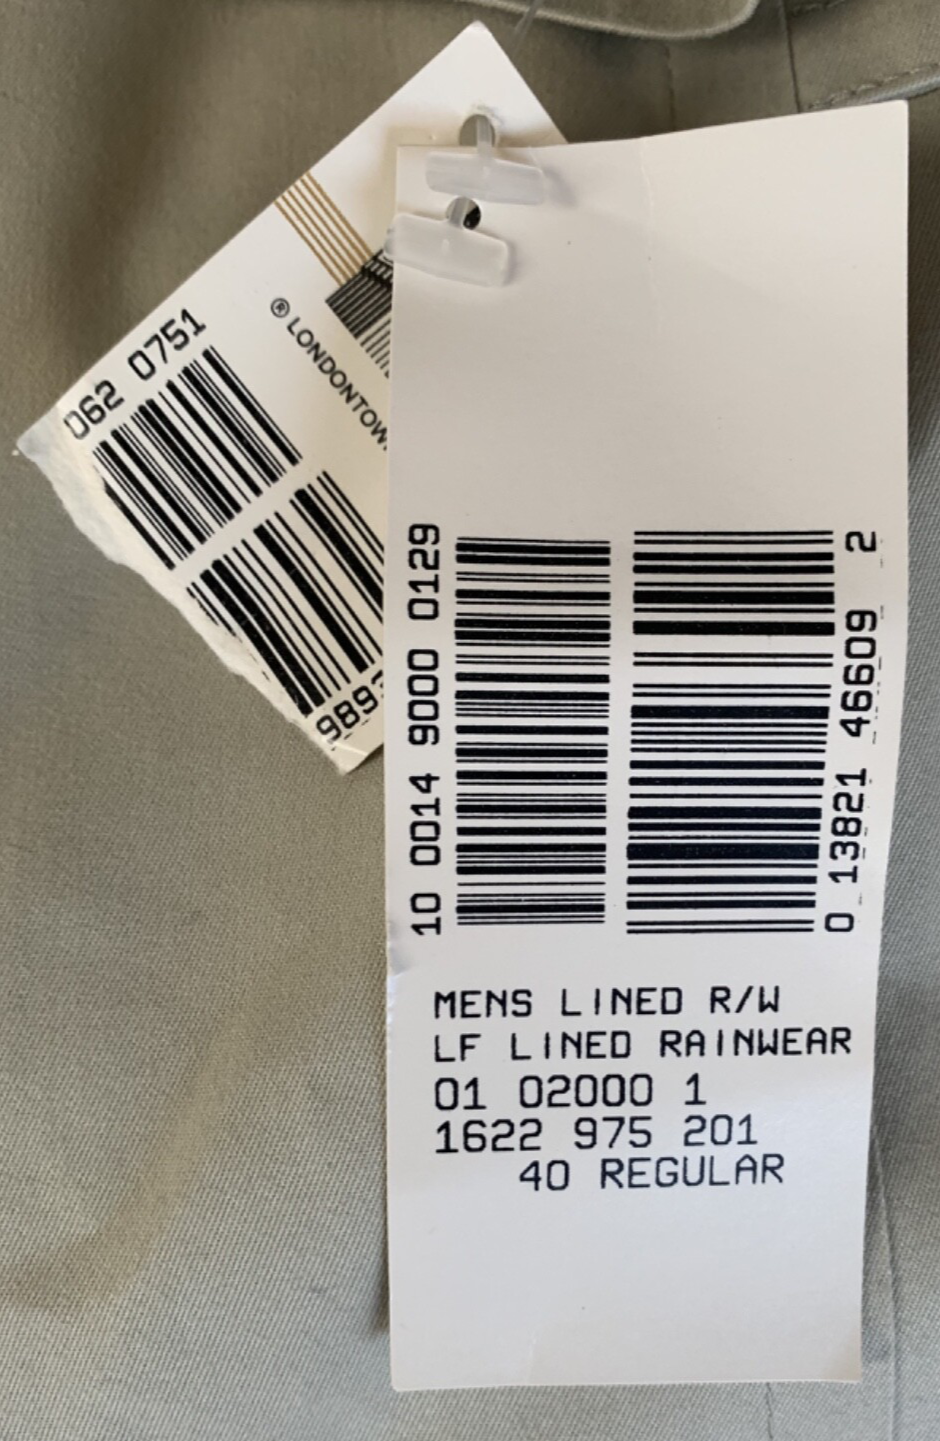 062 0751
® LONDONTOW
989
10 0014 9000 0129
0 13821 46609 2
MENS LINED R/W
LF LINED RAINWEAR
01 02000 1
1622 975 201
40 REGULAR